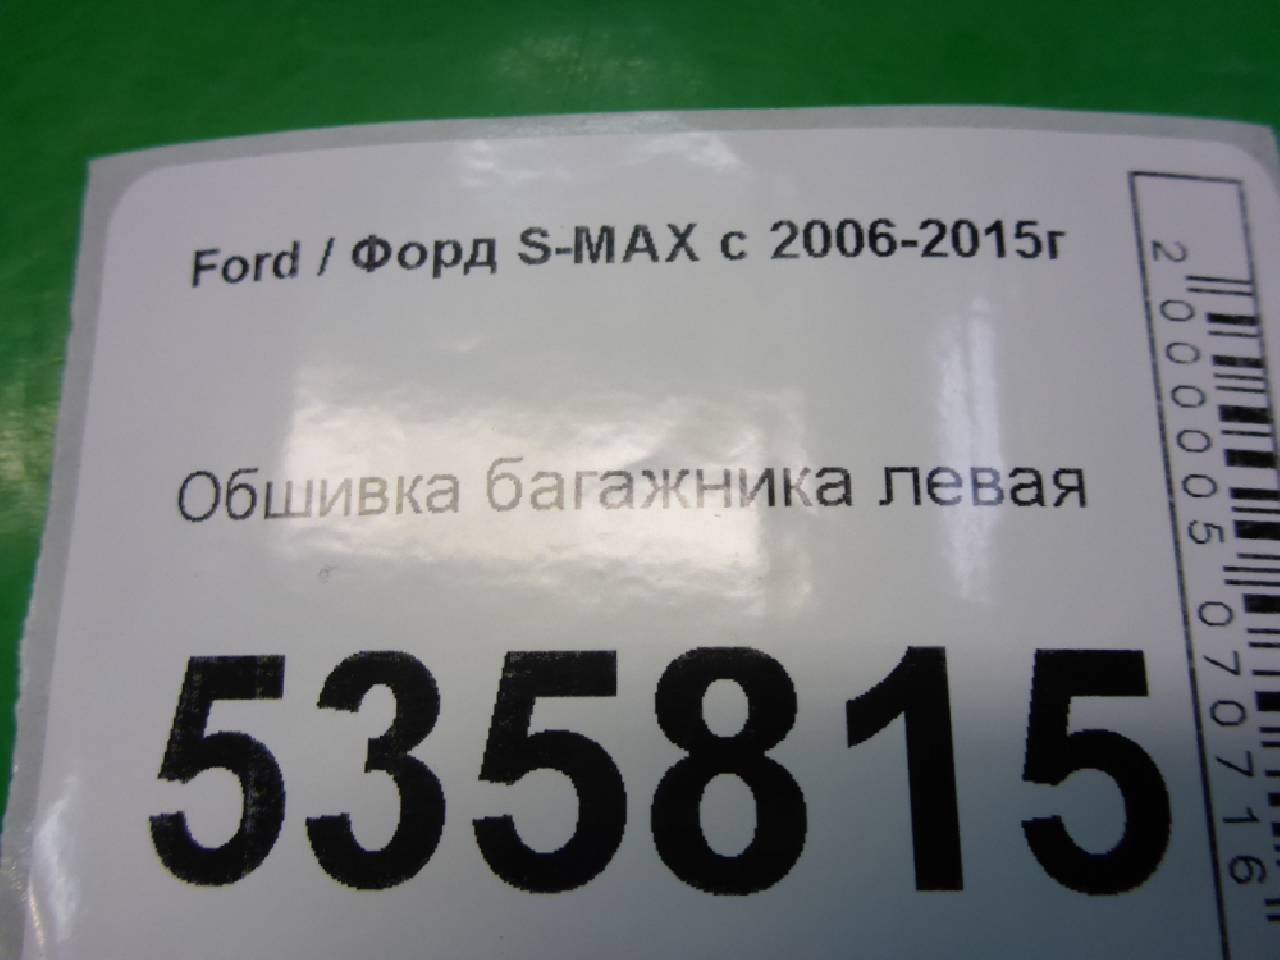 Ford / Форд S-MAX с 2006-2015г
Обшивка багажника левая
535815
2000005070716